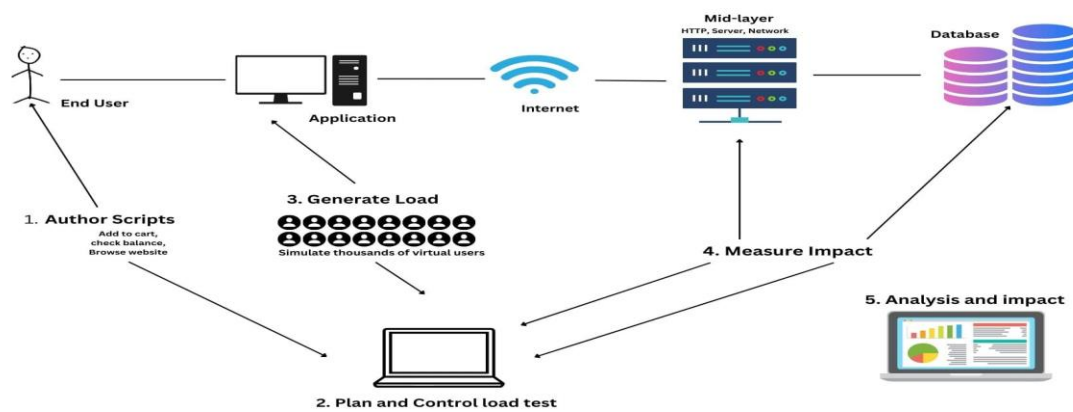 Mid-layer
HTTP, Server, Network
Database
End User
Application
Internet
1. Author Scripts
Add to cart,
check balance,
Browse website
3. Generate Load
Simulate thousands of virtual users
4. Measure Impact
5. Analysis and impact
2. Plan and Control load test